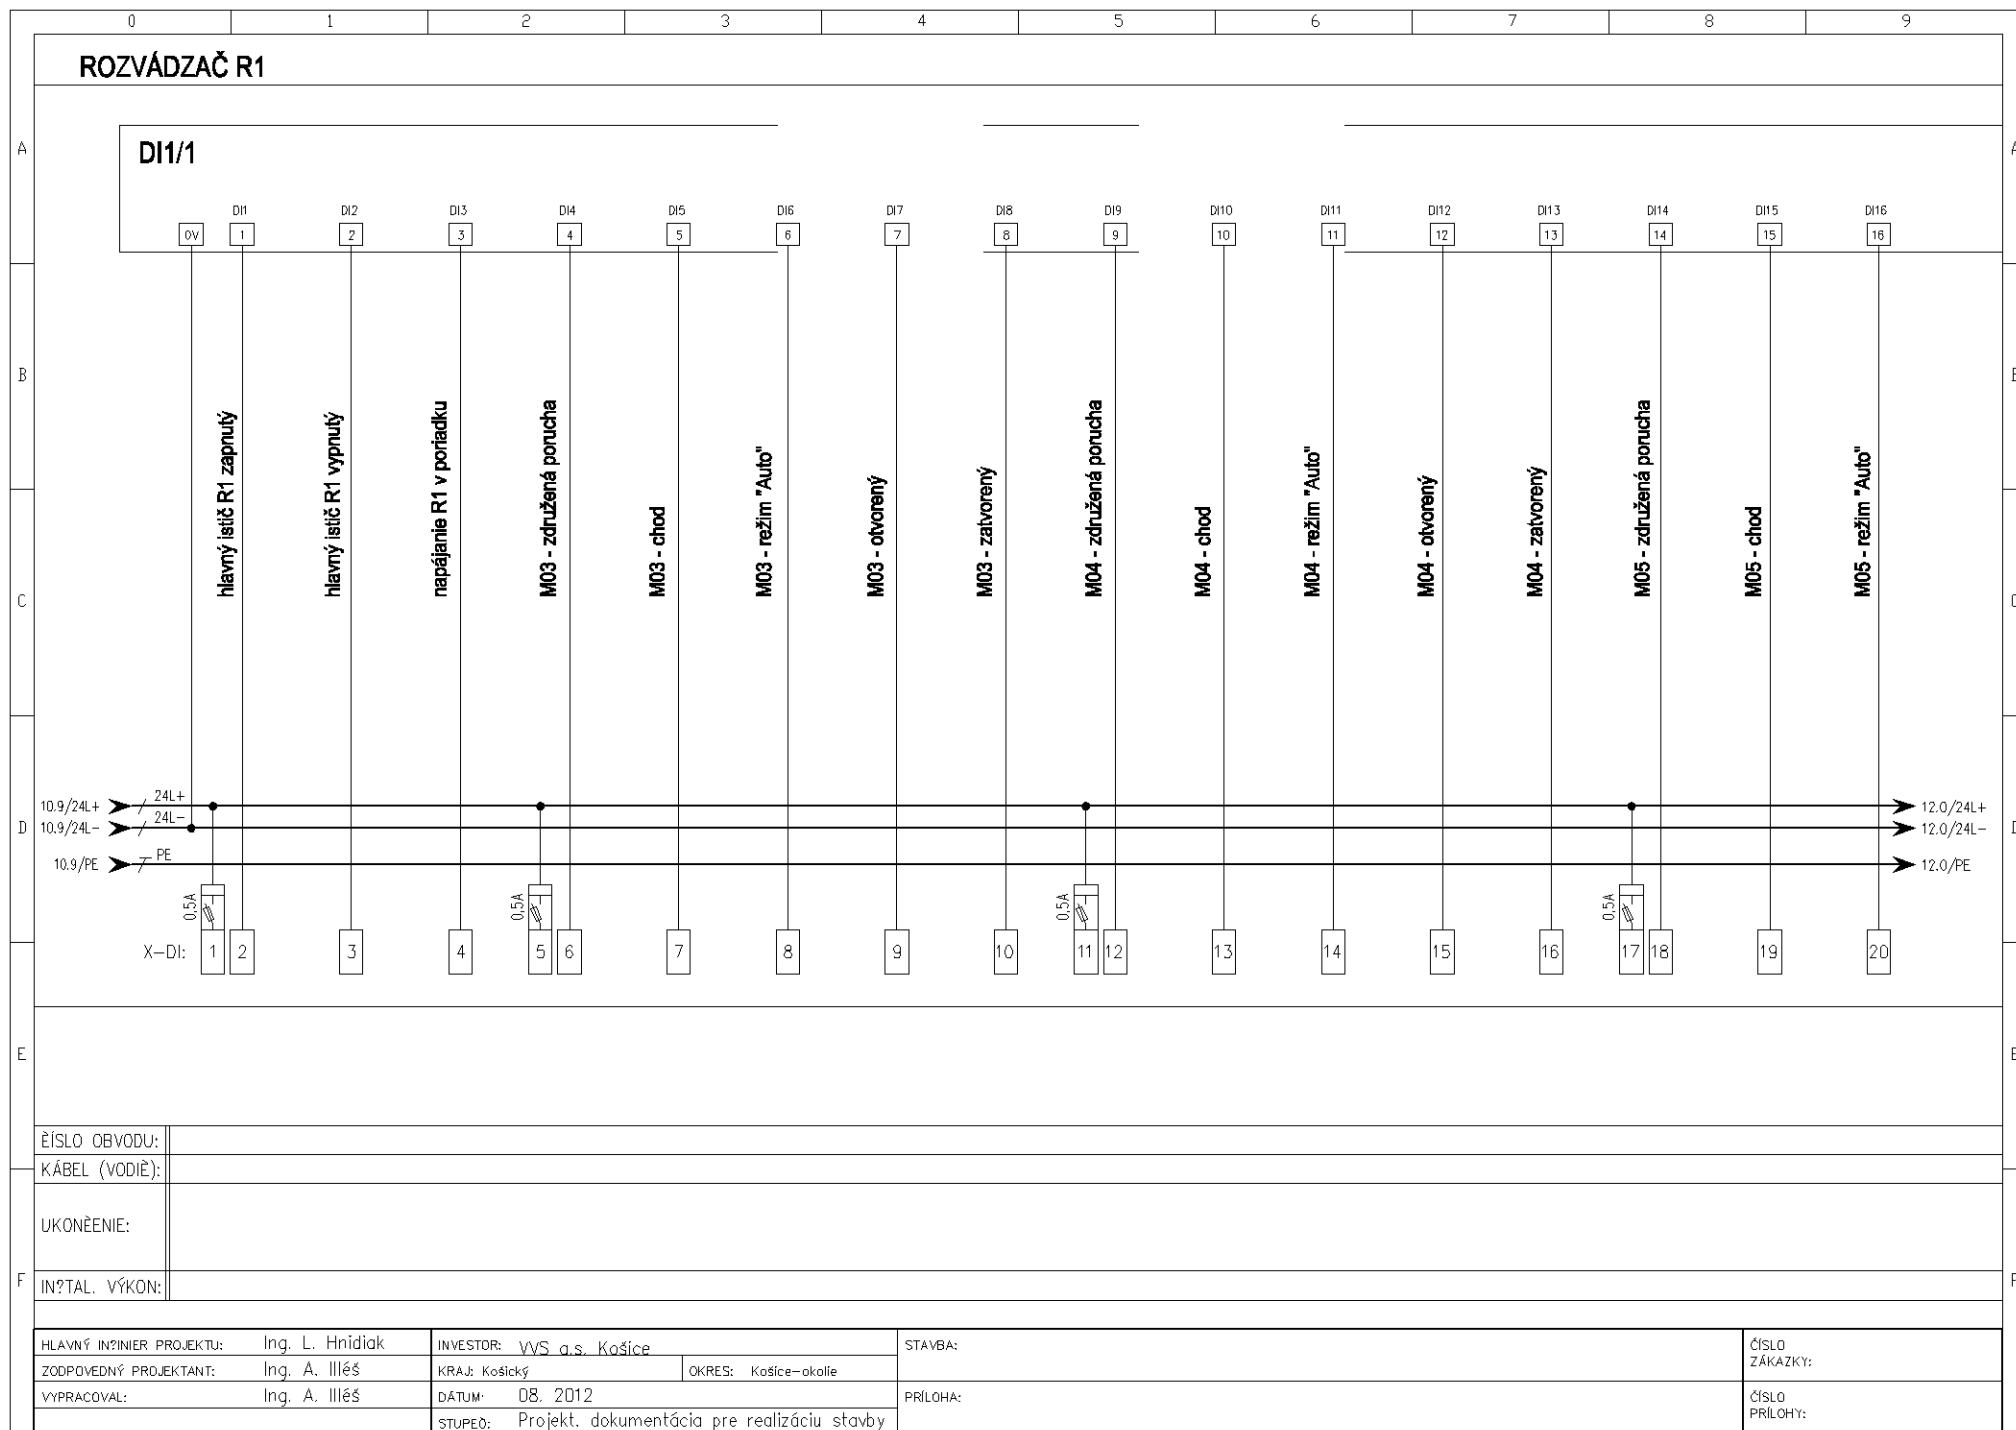 0 1 2 3 4 5 6 7 8 9
ROZVÁDZAČ R1
A
DI1/1
DI1 DI2 DI3 DI4 DI5 DI6 DI7 DI8 DI9 DI10 DI11 DI12 DI13 DI14 DI15 DI16
0V 1 2 3 4 5 6 7 8 9 10 11 12 13 14 15 16
B
hlavný istič R1 zapnutý
hlavný istič R1 vypnutý
napájanie R1 v poriadku
M03 - združená porucha
M03 - chod
M03 - režim "Auto"
M03 - otvorený
M03 - zatvorený
M04 - združená porucha
M04 - chod
M04 - režim "Auto"
M04 - otvorený
M04 - zatvorený
M05 - združená porucha
M05 - chod
M05 - režim "Auto"
C
10.9/24L+ 24L+ 12.0/24L+
D 10.9/24L- 24L- 12.0/24L-
10.9/PE PE 12.0/PE
0,5A 0,5A 0,5A 0,5A
X-DI: 1 2 3 4 5 6 7 8 9 10 11 12 13 14 15 16 17 18 19 20
E
ÈÍSLO OBVODU:
KÁBEL (VODIÈ):
UKONÈENIE:
F
IN?TAL. VÝKON:
HLAVNÝ IN?INIER PROJEKTU: Ing. L. Hnidiak
ZODPOVEDNÝ PROJEKTANT: Ing. A. Illéš
VYPRACOVAL: Ing. A. Illéš
INVESTOR: VVS a.s. Košice
KRAJ: Košický OKRES: Košice-okolie
DÁTUM: 08. 2012
STUPEÒ: Projekt. dokumentácia pre realizáciu stavby
STAVBA:
PRÍLOHA:
ČÍSLO
ZÁKAZKY:
ČÍSLO
PRÍLOHY: